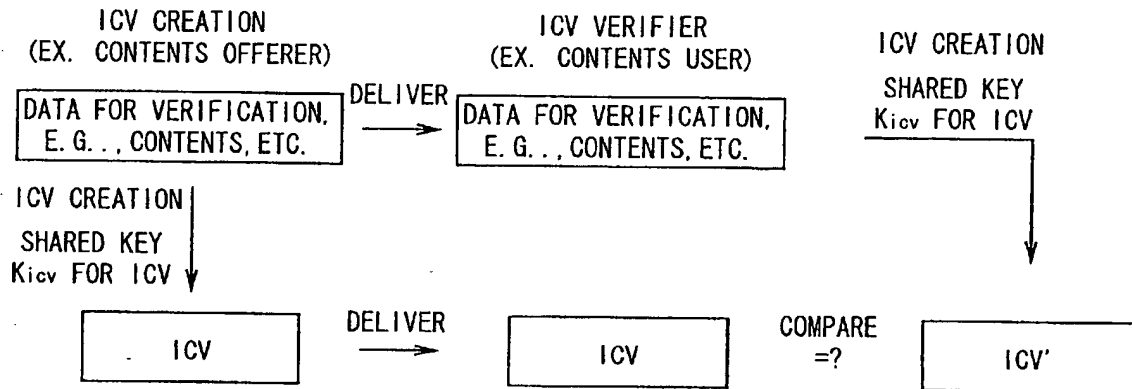 ICV CREATION
(EX. CONTENTS OFFERER)
ICV VERIFIER
(EX. CONTENTS USER)
ICV CREATION
SHARED KEY
Kicv FOR ICV
DATA FOR VERIFICATION,
E. G. . , CONTENTS, ETC.
DELIVER
DATA FOR VERIFICATION,
E. G. . , CONTENTS, ETC.
ICV CREATION
SHARED KEY
Kicv FOR ICV
ICV
DELIVER
ICV
COMPARE
=?
ICV'